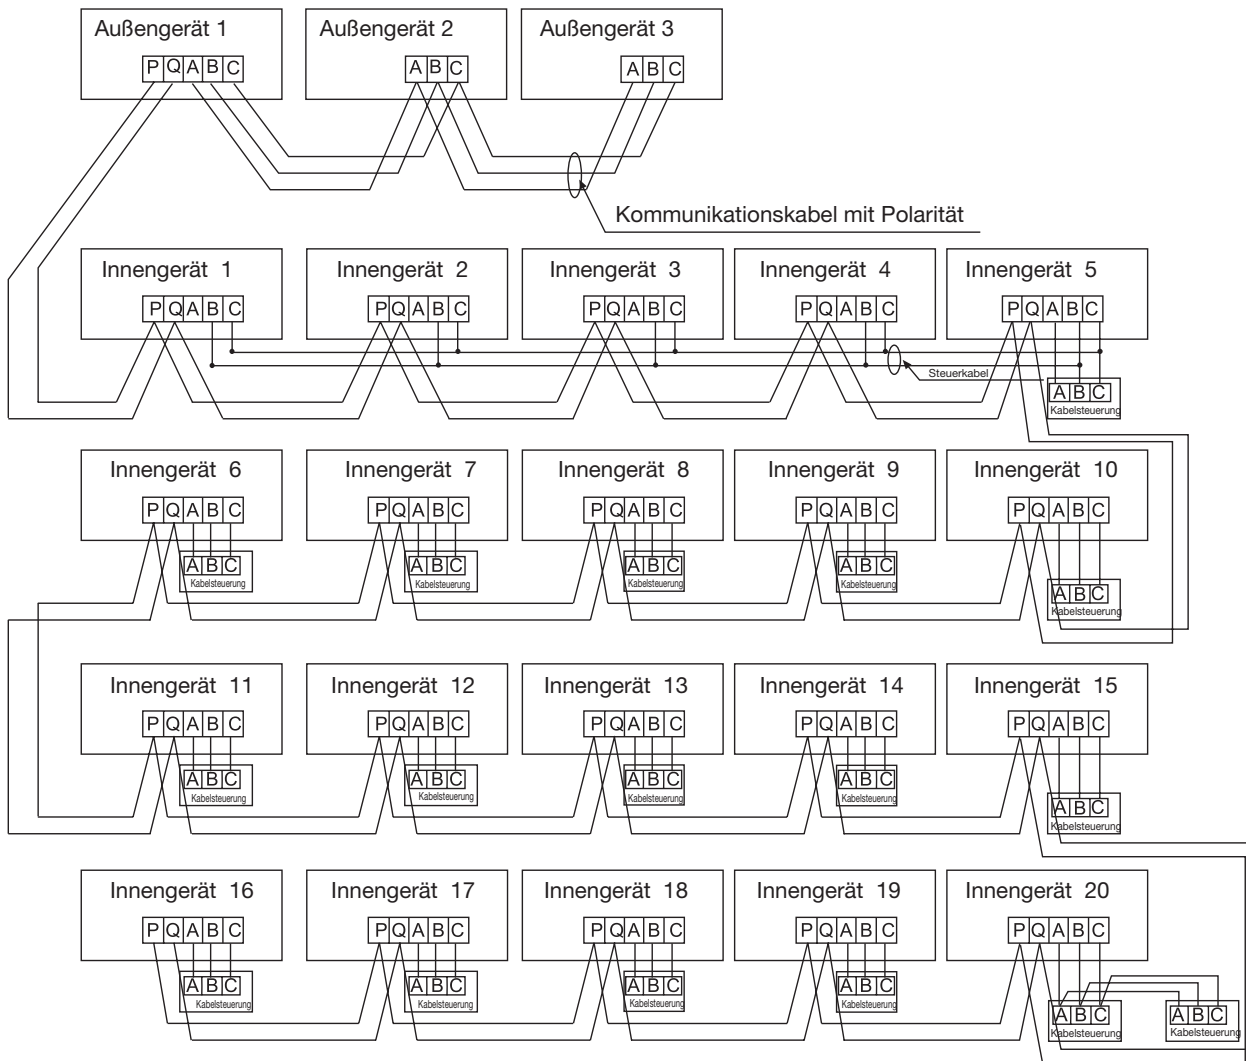 Außengerät 1 Außengerät 2 Außengerät 3
P Q A B C A B C A B C
Kommunikationskabel mit Polarität
Innengerät 1 Innengerät 2 Innengerät 3 Innengerät 4 Innengerät 5
P Q A B C P Q A B C P Q A B C P Q A B C P Q A B C
Steuerkabel
A B C
Kabelsteuerung
Innengerät 6 Innengerät 7 Innengerät 8 Innengerät 9 Innengerät 10
P Q A B C P Q A B C P Q A B C P Q A B C P Q A B C
A B C A B C A B C A B C
Kabelsteuerung Kabelsteuerung Kabelsteuerung Kabelsteuerung
A B C
Kabelsteuerung
Innengerät 11 Innengerät 12 Innengerät 13 Innengerät 14 Innengerät 15
P Q A B C P Q A B C P Q A B C P Q A B C P Q A B C
A B C A B C A B C A B C
Kabelsteuerung Kabelsteuerung Kabelsteuerung Kabelsteuerung
A B C
Kabelsteuerung
Innengerät 16 Innengerät 17 Innengerät 18 Innengerät 19 Innengerät 20
P Q A B C P Q A B C P Q A B C P Q A B C P Q A B C
A B C A B C A B C A B C
Kabelsteuerung Kabelsteuerung Kabelsteuerung Kabelsteuerung
A B C A B C
Kabelsteuerung Kabelsteuerung